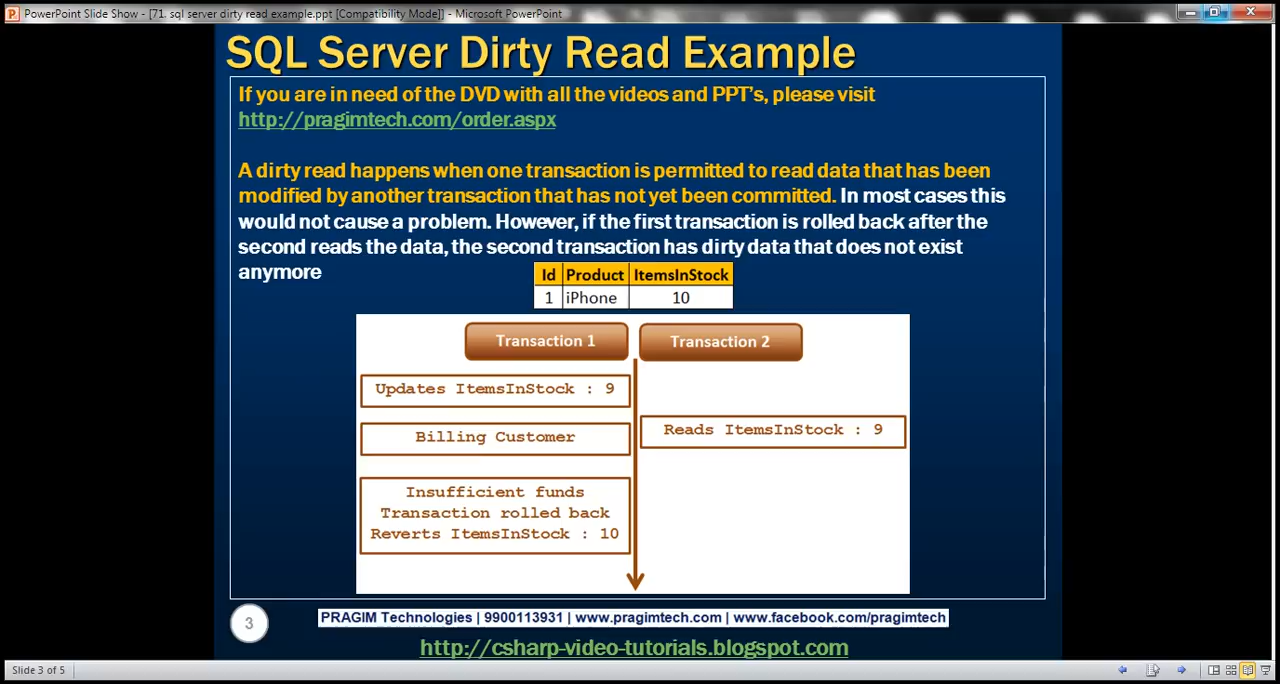 PowerPoint Slide Show - [71. sql server dirty read example.ppt [Compatibility Mode]] - Microsoft PowerPoint
SQL Server Dirty Read Example
If you are in need of the DVD with all the videos and PPT's, please visit
http://pragimtech.com/order.aspx
A dirty read happens when one transaction is permitted to read data that has been
modified by another transaction that has not yet been committed. In most cases this
would not cause a problem. However, if the first transaction is rolled back after the
second reads the data, the second transaction has dirty data that does not exist
anymore
Id Product ItemsInStock
1 iPhone 10
Transaction 1 Transaction 2
Updates ItemsInStock : 9
Reads ItemsInStock : 9
Billing Customer
Insufficient funds
Transaction rolled back
Reverts ItemsInStock : 10
3
PRAGIM Technologies | 9900113931 | www.pragimtech.com | www.facebook.com/pragimtech
http://csharp-video-tutorials.blogspot.com
Slide 3 of 5